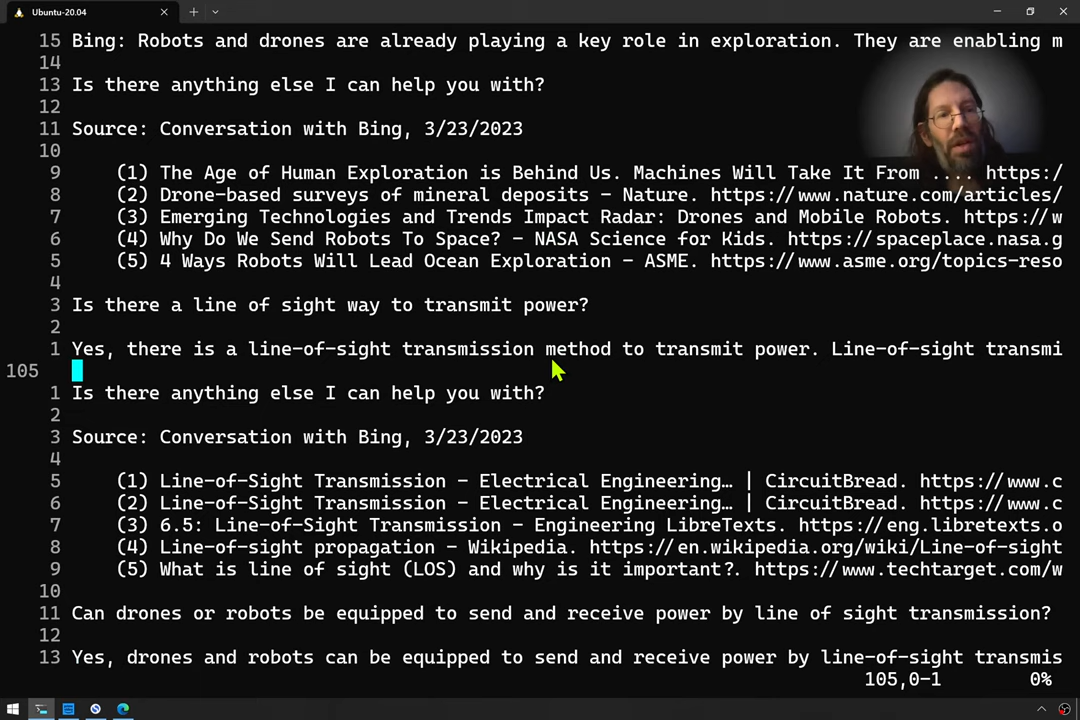 Ubuntu-20.04
15 Bing: Robots and drones are already playing a key role in exploration. They are enabling m
14
13 Is there anything else I can help you with?
12
11 Source: Conversation with Bing, 3/23/2023
10
9 (1) The Age of Human Exploration is Behind Us. Machines Will Take It From .... https:/
8 (2) Drone-based surveys of mineral deposits - Nature. https://www.nature.com/articles/
7 (3) Emerging Technologies and Trends Impact Radar: Drones and Mobile Robots. https://w
6 (4) Why Do We Send Robots To Space? - NASA Science for Kids. https://spaceplace.nasa.g
5 (5) 4 Ways Robots Will Lead Ocean Exploration - ASME. https://www.asme.org/topics-reso
4
3 Is there a line of sight way to transmit power?
2
1 Yes, there is a line-of-sight transmission method to transmit power. Line-of-sight transmi
105
1 Is there anything else I can help you with?
2
3 Source: Conversation with Bing, 3/23/2023
4
5 (1) Line-of-Sight Transmission - Electrical Engineering… | CircuitBread. https://www.c
6 (2) Line-of-Sight Transmission - Electrical Engineering… | CircuitBread. https://www.c
7 (3) 6.5: Line-of-Sight Transmission - Engineering LibreTexts. https://eng.libretexts.o
8 (4) Line-of-sight propagation - Wikipedia. https://en.wikipedia.org/wiki/Line-of-sight
9 (5) What is line of sight (LOS) and why is it important?. https://www.techtarget.com/w
10
11 Can drones or robots be equipped to send and receive power by line of sight transmission?
12
13 Yes, drones and robots can be equipped to send and receive power by line-of-sight transmis
105,0-1 0%